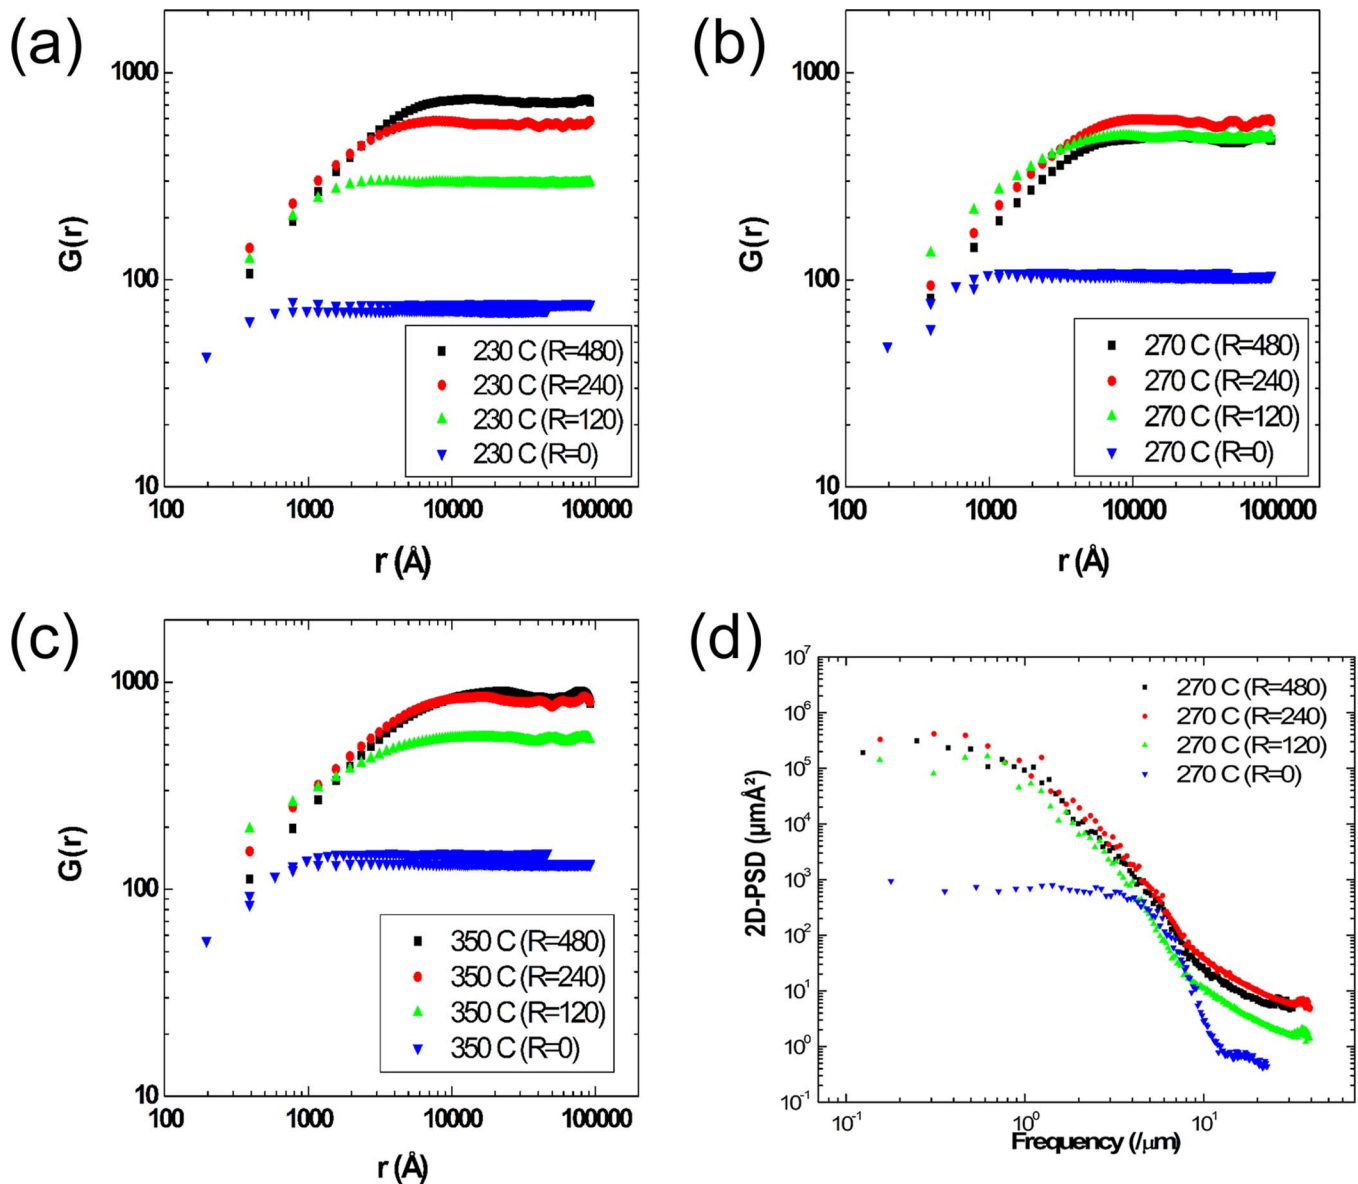 (a)
1000
G(r)
100
10
230 C (R=480)
230 C (R=240)
230 C (R=120)
230 C (R=0)
100 1000 10000 100000
r (Å)
(b)
1000
G(r)
100
10
270 C (R=480)
270 C (R=240)
270 C (R=120)
270 C (R=0)
100 1000 10000 100000
r (Å)
(c)
1000
G(r)
100
10
350 C (R=480)
350 C (R=240)
350 C (R=120)
350 C (R=0)
100 1000 10000 100000
r (Å)
(d)
10⁷
10⁶
10⁵
10⁴
10³
10²
10¹
10⁰
10⁻¹
2D-PSD (µmÅ²)
270 C (R=480)
270 C (R=240)
270 C (R=120)
270 C (R=0)
10⁻¹ 10⁰ 10¹
Frequency (/µm)